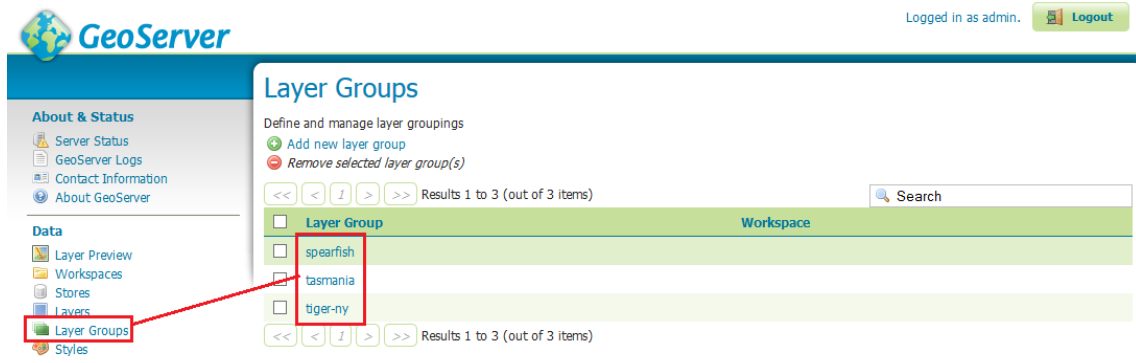 GeoServer
Logged in as admin.
Logout
About & Status
Server Status
GeoServer Logs
Contact Information
About GeoServer
Data
Layer Preview
Workspaces
Stores
Layers
Layer Groups
Styles
Layer Groups
Define and manage layer groupings
Add new layer group
Remove selected layer group(s)
<< < 1 > >> Results 1 to 3 (out of 3 items)
Search
Layer Group Workspace
spearfish
tasmania
tiger-ny
<< < 1 > >> Results 1 to 3 (out of 3 items)